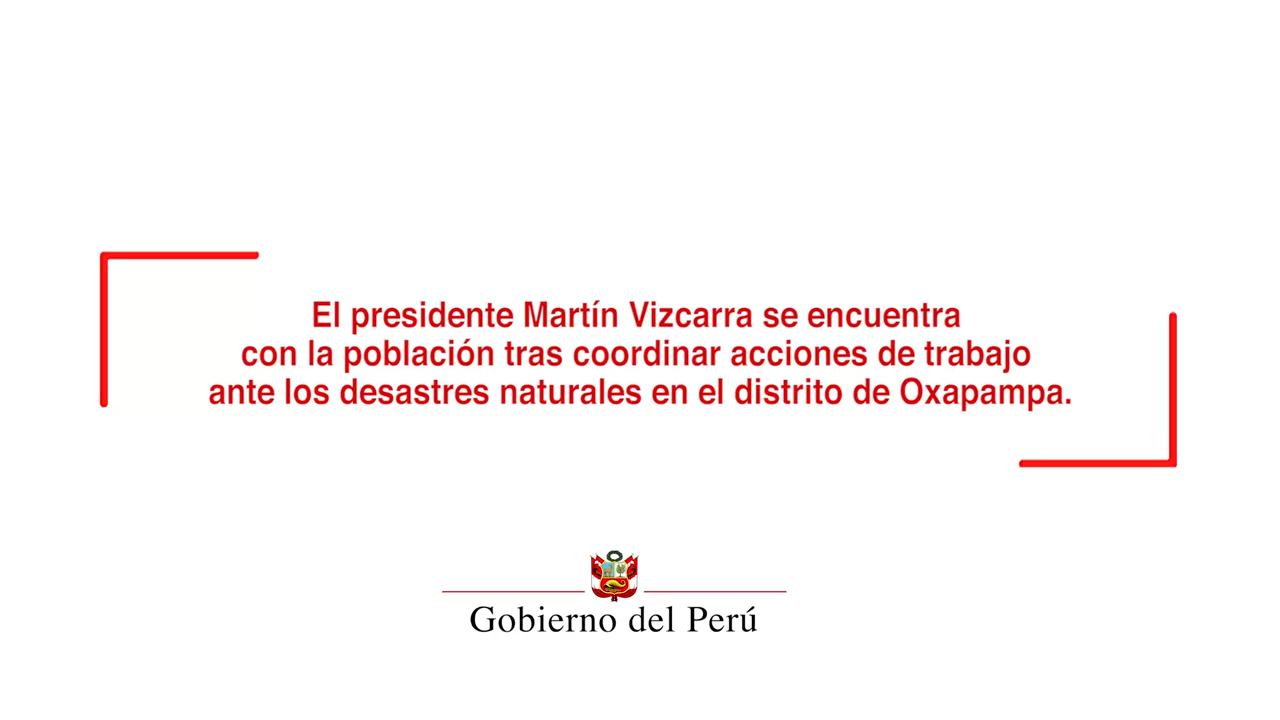 El presidente Martín Vizcarra se encuentra
con la población tras coordinar acciones de trabajo
ante los desastres naturales en el distrito de Oxapampa.
Gobierno del Perú